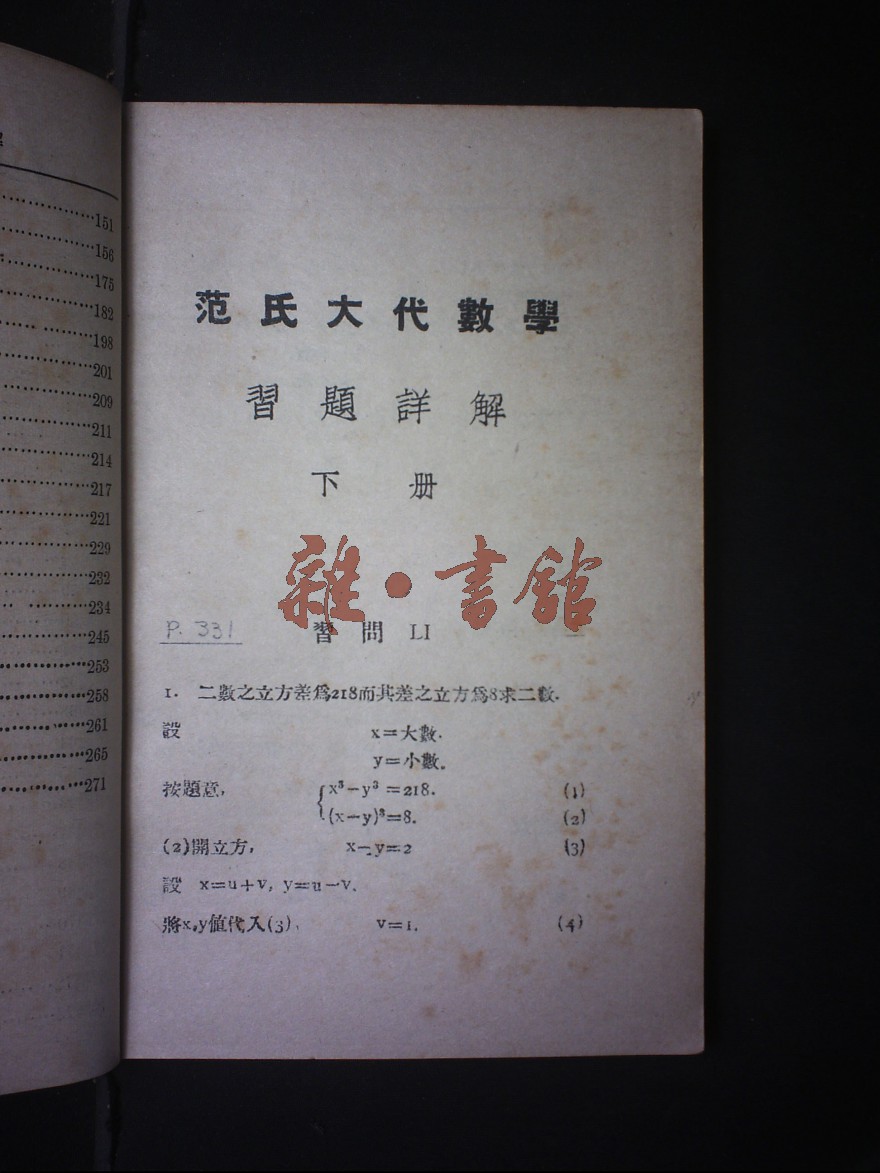 151
156
175
182
198
201
209
211
214
217
221
229
232
234
245
253
258
261
265
271
范氏大代數學
習題詳解
下册
雜·書館
P. 331
習問 LI
1. 二數之立方差爲218而其差之立方爲8求二數.
設 x=大數.
y=小數.
按題意, x³-y³=218. (1)
(x-y)³=8. (2)
(2)開立方, x-y=2 (3)
設 x=u+v, y=u-v.
將x,y值代入(3), v=1. (4)